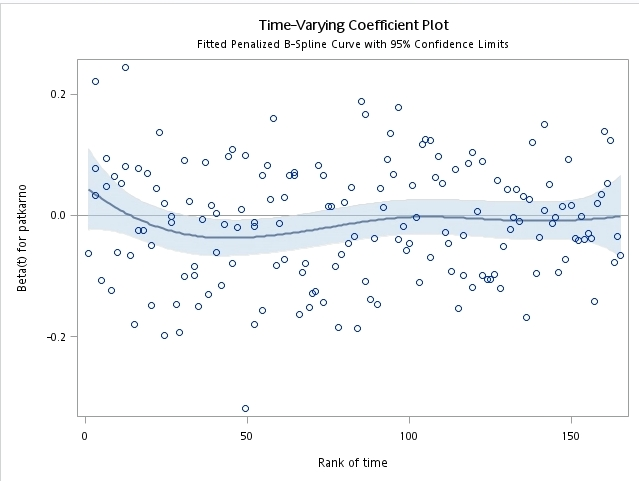 Time-Varying Coefficient Plot
Fitted Penalized B-Spline Curve with 95% Confidence Limits
0.2
0.0
-0.2
Beta(t) for patkarno
0
50
100
150
Rank of time